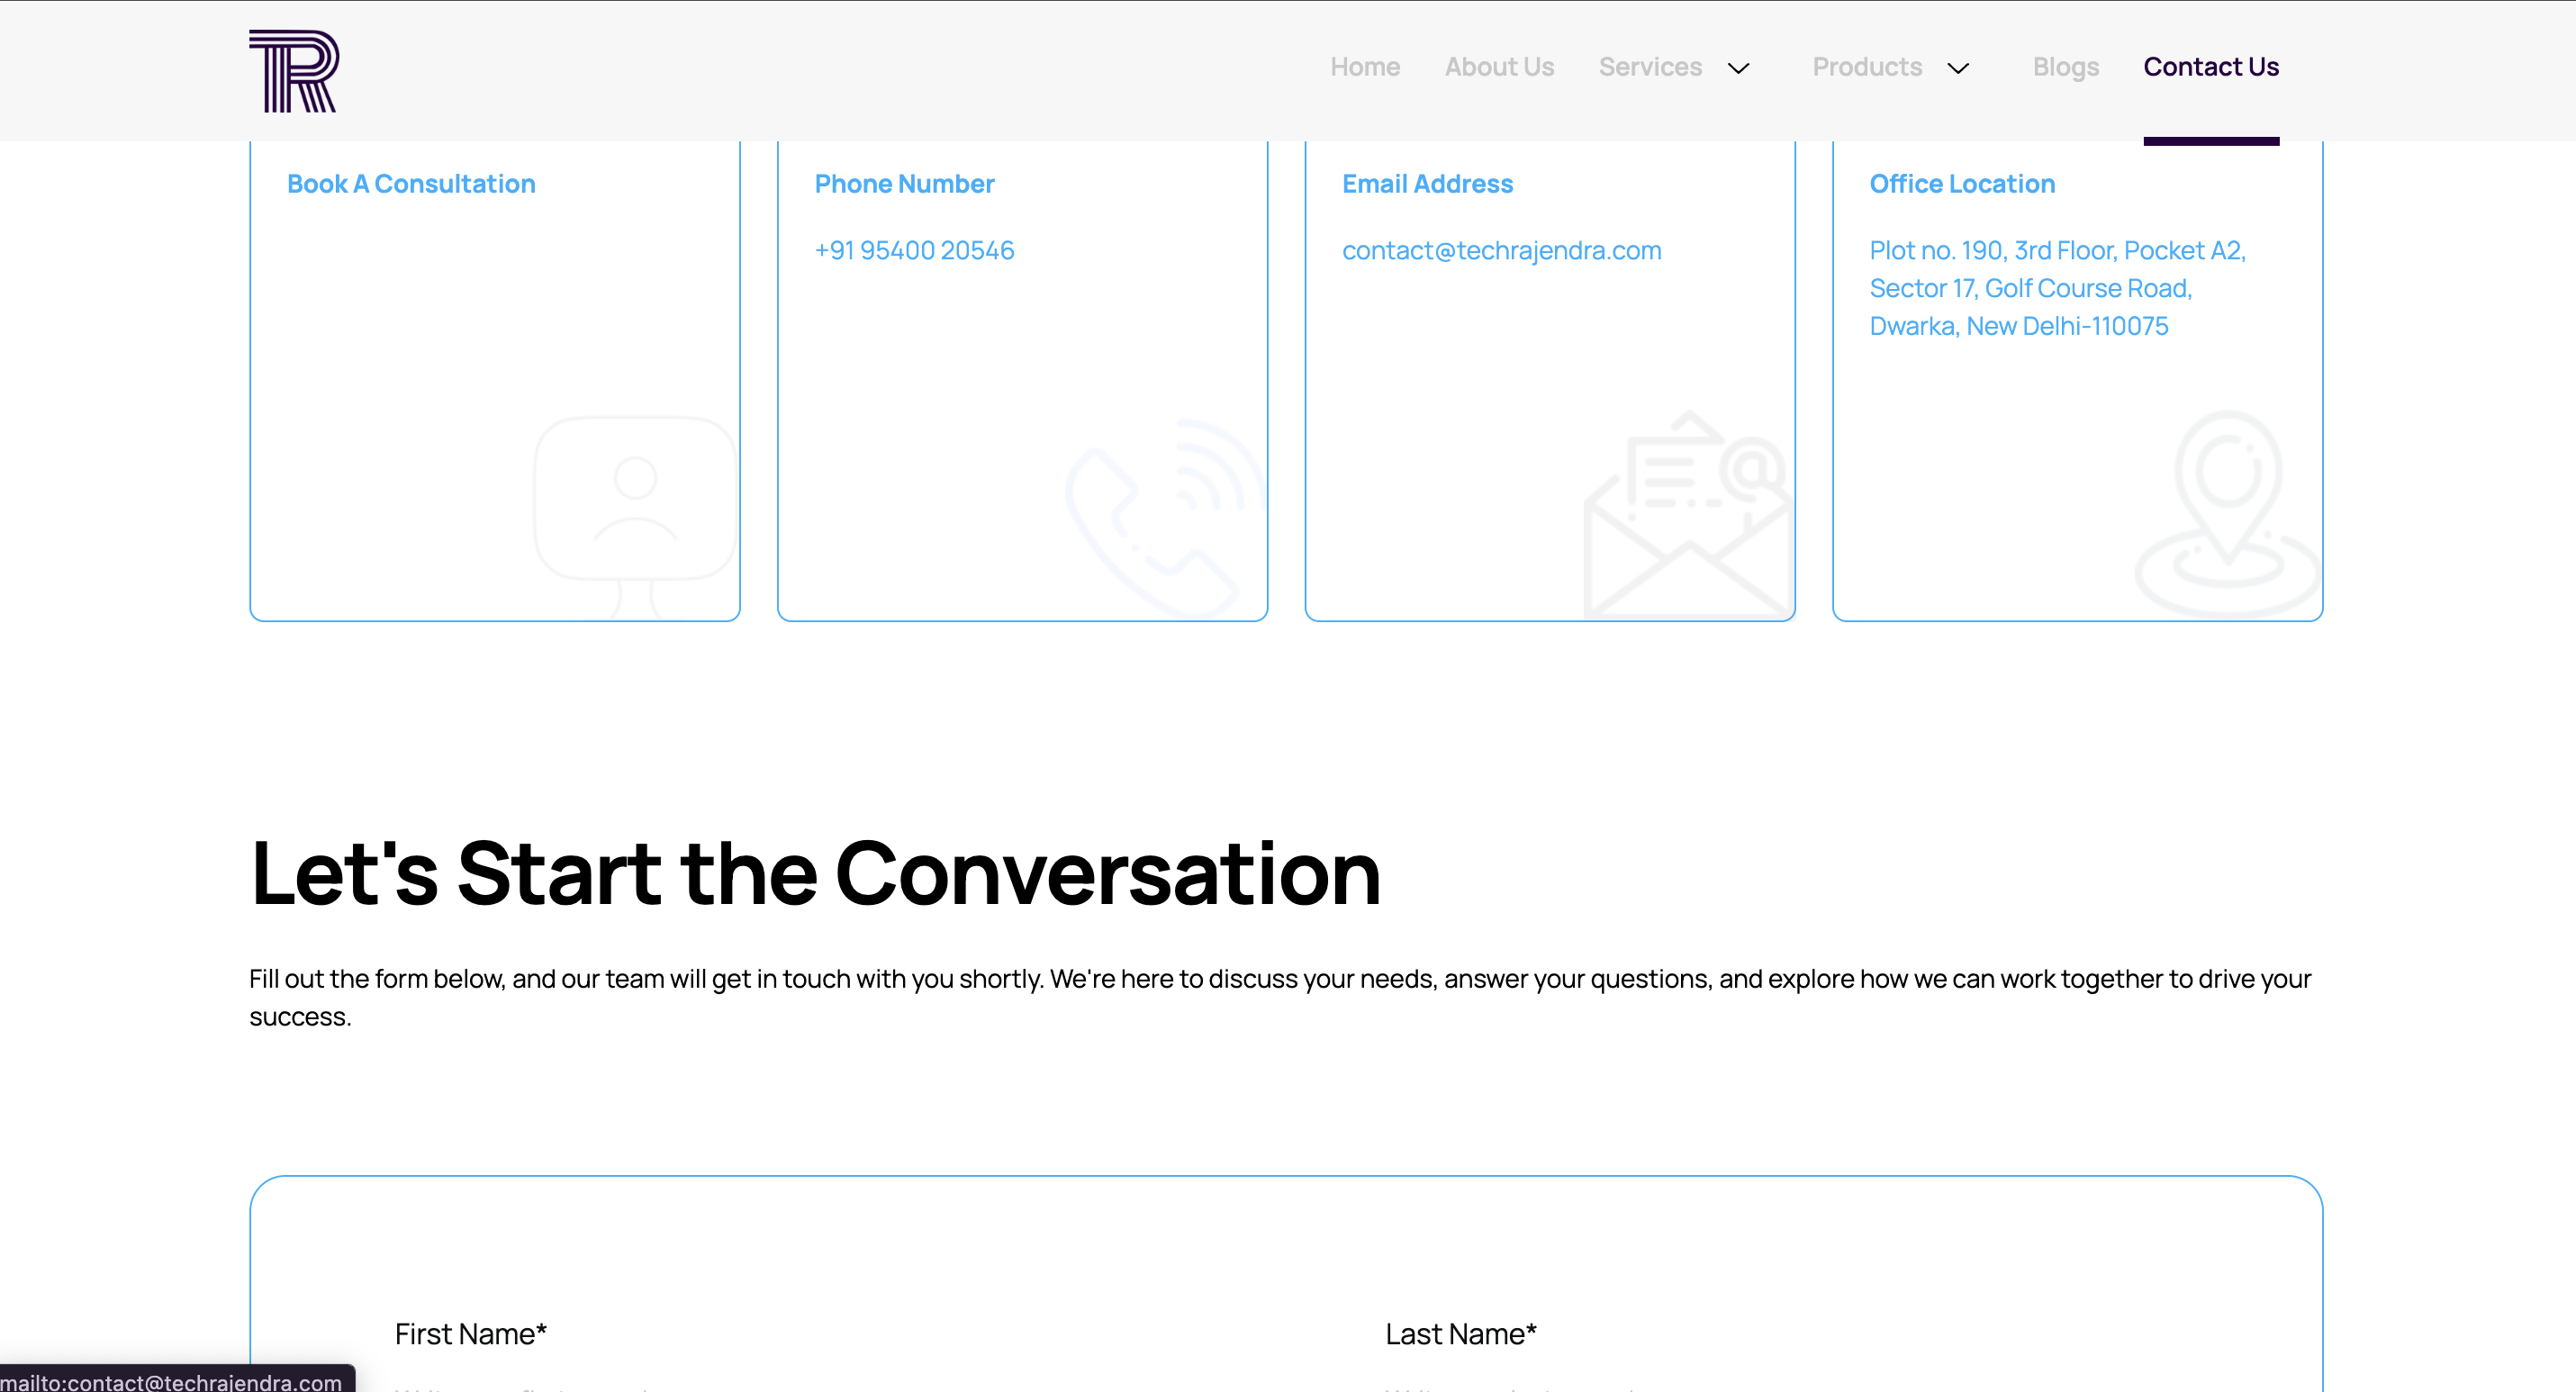 Home About Us Services Products Blogs Contact Us
Book A Consultation
Phone Number
+91 95400 20546
Email Address
contact@techrajendra.com
Office Location
Plot no. 190, 3rd Floor, Pocket A2,
Sector 17, Golf Course Road,
Dwarka, New Delhi-110075
Let's Start the Conversation
Fill out the form below, and our team will get in touch with you shortly. We're here to discuss your needs, answer your questions, and explore how we can work together to drive your
success.
First Name*
Last Name*
mailto:contact@techrajendra.com